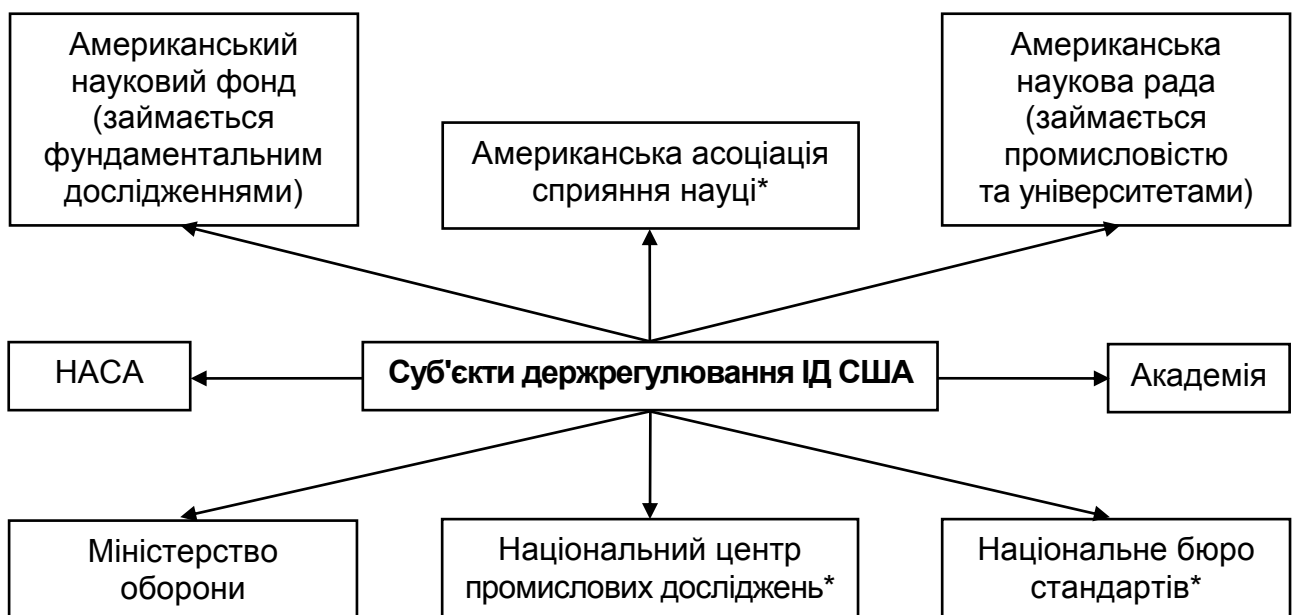 Американський
науковий фонд
(займається
фундаментальним
дослідженнями)
Американська асоціація
сприяння науці*
Американська
наукова рада
(займається
промисловістю
та університетами)
НАСА
Суб'єкти держрегулювання ІД США
Академія
Міністерство
оборони
Національний центр
промислових досліджень*
Національне бюро
стандартів*